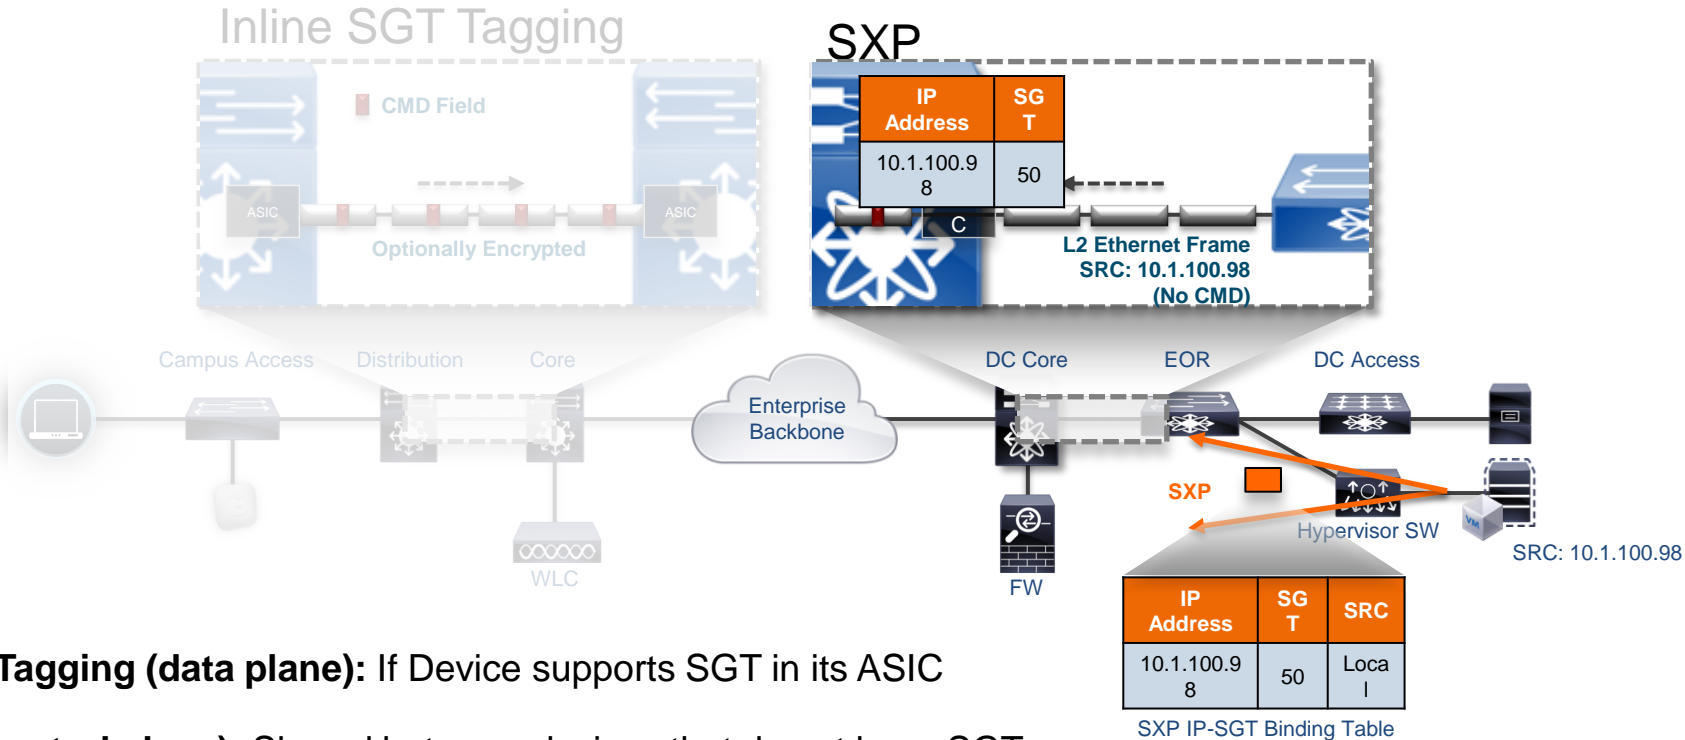 Inline SGT Tagging
SXP
CMD Field
IP
Address
SG
T
10.1.100.9
8
50
ASIC
ASIC
C
Optionally Encrypted
L2 Ethernet Frame
SRC: 10.1.100.98
(No CMD)
Campus Access
Distribution
Core
DC Core
EOR
DC Access
Enterprise
Backbone
SXP
VM
Hypervisor SW
SRC: 10.1.100.98
WLC
FW
IP
Address
SG
T
SRC
10.1.100.9
8
50
Loca
l
SXP IP-SGT Binding Table
Tagging (data plane): If Device supports SGT in its ASIC